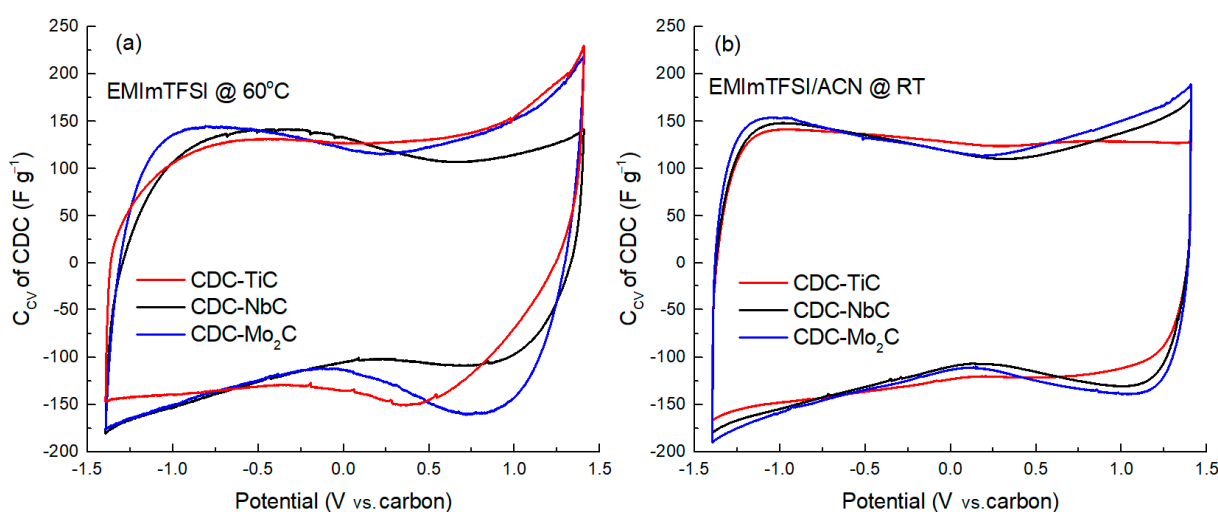 (a)
EMImTFSI @ 60°C
CDC-TiC
CDC-NbC
CDC-Mo₂C
C_CV of CDC (F g⁻¹)
250
200
150
100
50
0
-50
-100
-150
-200
-1.5
-1.0
-0.5
0.0
0.5
1.0
1.5
Potential (V vs. carbon)
(b)
EMImTFSI/ACN @ RT
CDC-TiC
CDC-NbC
CDC-Mo₂C
C_CV of CDC (F g⁻¹)
250
200
150
100
50
0
-50
-100
-150
-200
-1.5
-1.0
-0.5
0.0
0.5
1.0
1.5
Potential (V vs. carbon)